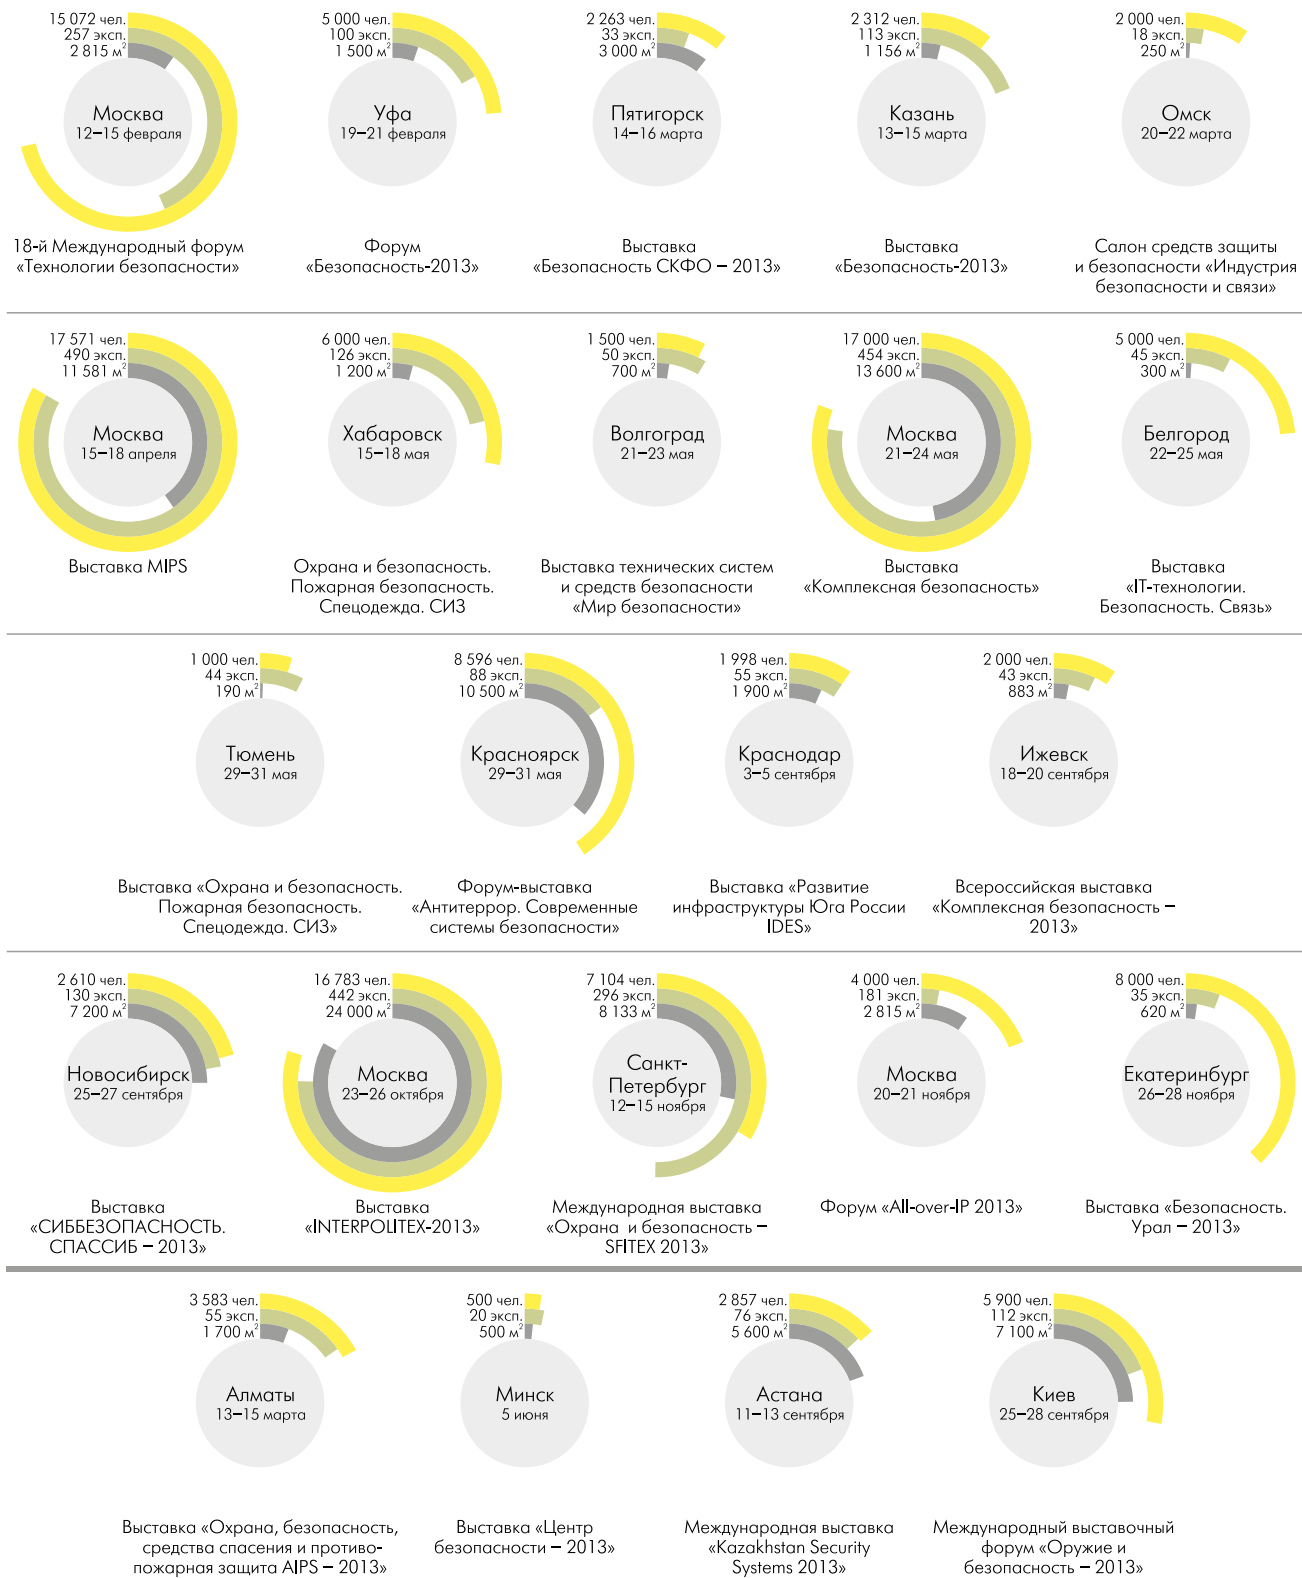 15 072 чел.
257 эксп.
2 815 м²
Москва
12–15 февраля
18-й Международный форум
«Технологии безопасности»
5 000 чел.
100 эксп.
1 500 м²
Уфа
19–21 февраля
Форум
«Безопасность-2013»
2 263 чел.
33 эксп.
3 000 м²
Пятигорск
14–16 марта
Выставка
«Безопасность СКФО – 2013»
2 312 чел.
113 эксп.
1 156 м²
Казань
13–15 марта
Выставка
«Безопасность-2013»
2 000 чел.
18 эксп.
250 м²
Омск
20–22 марта
Салон средств защиты
и безопасности «Индустрия
безопасности и связи»
17 571 чел.
490 эксп.
11 581 м²
Москва
15–18 апреля
Выставка MIPS
6 000 чел.
126 эксп.
1 200 м²
Хабаровск
15–18 мая
Охрана и безопасность.
Пожарная безопасность.
Спецодежда. СИЗ
1 500 чел.
50 эксп.
700 м²
Волгоград
21–23 мая
Выставка технических систем
и средств безопасности
«Мир безопасности»
17 000 чел.
454 эксп.
13 600 м²
Москва
21–24 мая
Выставка
«Комплексная безопасность»
5 000 чел.
45 эксп.
300 м²
Белгород
22–25 мая
Выставка
«IT-технологии.
Безопасность. Связь»
1 000 чел.
44 эксп.
190 м²
Тюмень
29–31 мая
Выставка «Охрана и безопасность.
Пожарная безопасность.
Спецодежда. СИЗ»
8 596 чел.
88 эксп.
10 500 м²
Красноярск
29–31 мая
Форум-выставка
«Антитеррор. Современные
системы безопасности»
1 998 чел.
55 эксп.
1 900 м²
Краснодар
3–5 сентября
Выставка «Развитие
инфраструктуры Юга России
IDES»
2 000 чел.
43 эксп.
883 м²
Ижевск
18–20 сентября
Всероссийская выставка
«Комплексная безопасность –
2013»
2 610 чел.
130 эксп.
7 200 м²
Новосибирск
25–27 сентября
Выставка
«СИББЕЗОПАСНОСТЬ.
СПАССИБ – 2013»
16 783 чел.
442 эксп.
24 000 м²
Москва
23–26 октября
Выставка
«INTERPOLITEX-2013»
7 104 чел.
296 эксп.
8 133 м²
Санкт-
Петербург
12–15 ноября
Международная выставка
«Охрана и безопасность –
SFITEX 2013»
4 000 чел.
181 эксп.
2 815 м²
Москва
20–21 ноября
Форум «All-over-IP 2013»
8 000 чел.
35 эксп.
620 м²
Екатеринбург
26–28 ноября
Выставка «Безопасность.
Урал – 2013»
3 583 чел.
55 эксп.
1 700 м²
Алматы
13–15 марта
Выставка «Охрана, безопасность,
средства спасения и противо-
пожарная защита AIPS – 2013»
500 чел.
20 эксп.
500 м²
Минск
5 июня
Выставка «Центр
безопасности – 2013»
2 857 чел.
76 эксп.
5 600 м²
Астана
11–13 сентября
Международная выставка
«Kazakhstan Security
Systems 2013»
5 900 чел.
112 эксп.
7 100 м²
Киев
25–28 сентября
Международный выставочный
форум «Оружие и
безопасность – 2013»